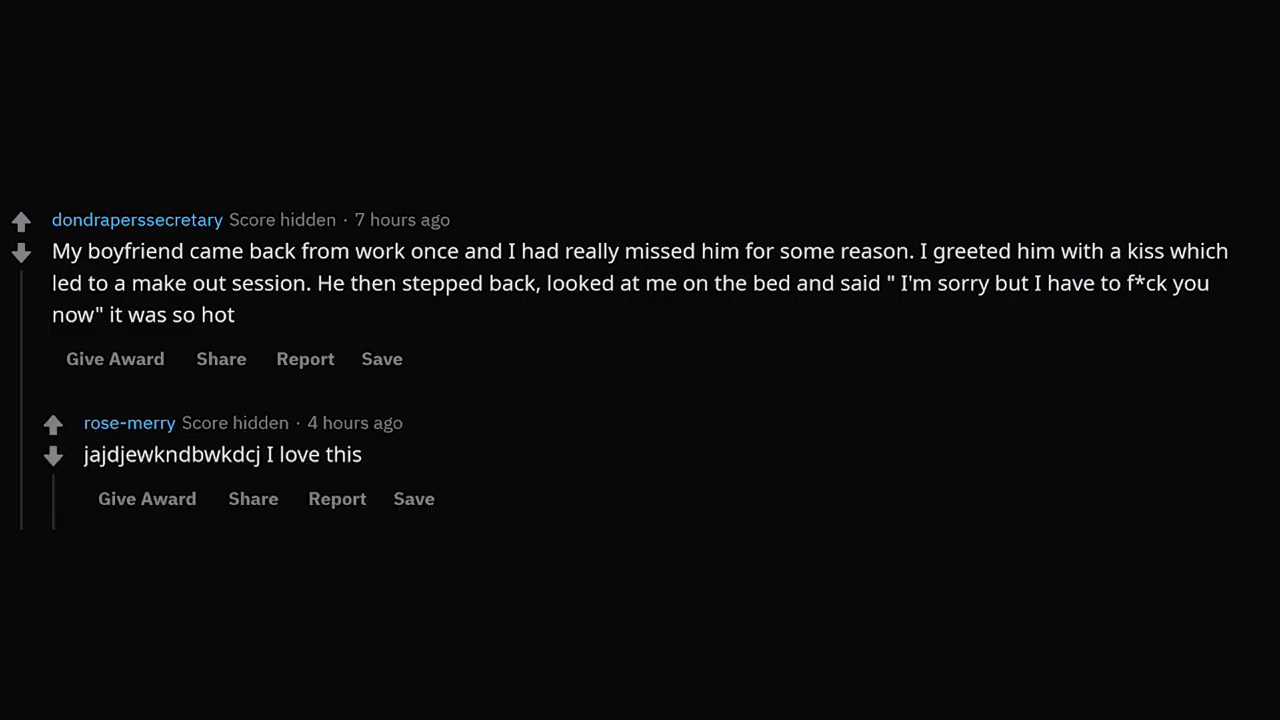 dondraperssecretary Score hidden · 7 hours ago
My boyfriend came back from work once and I had really missed him for some reason. I greeted him with a kiss which
led to a make out session. He then stepped back, looked at me on the bed and said " I'm sorry but I have to f*ck you
now" it was so hot
Give Award Share Report Save
rose-merry Score hidden · 4 hours ago
jajdjewkndbwkdcj I love this
Give Award Share Report Save